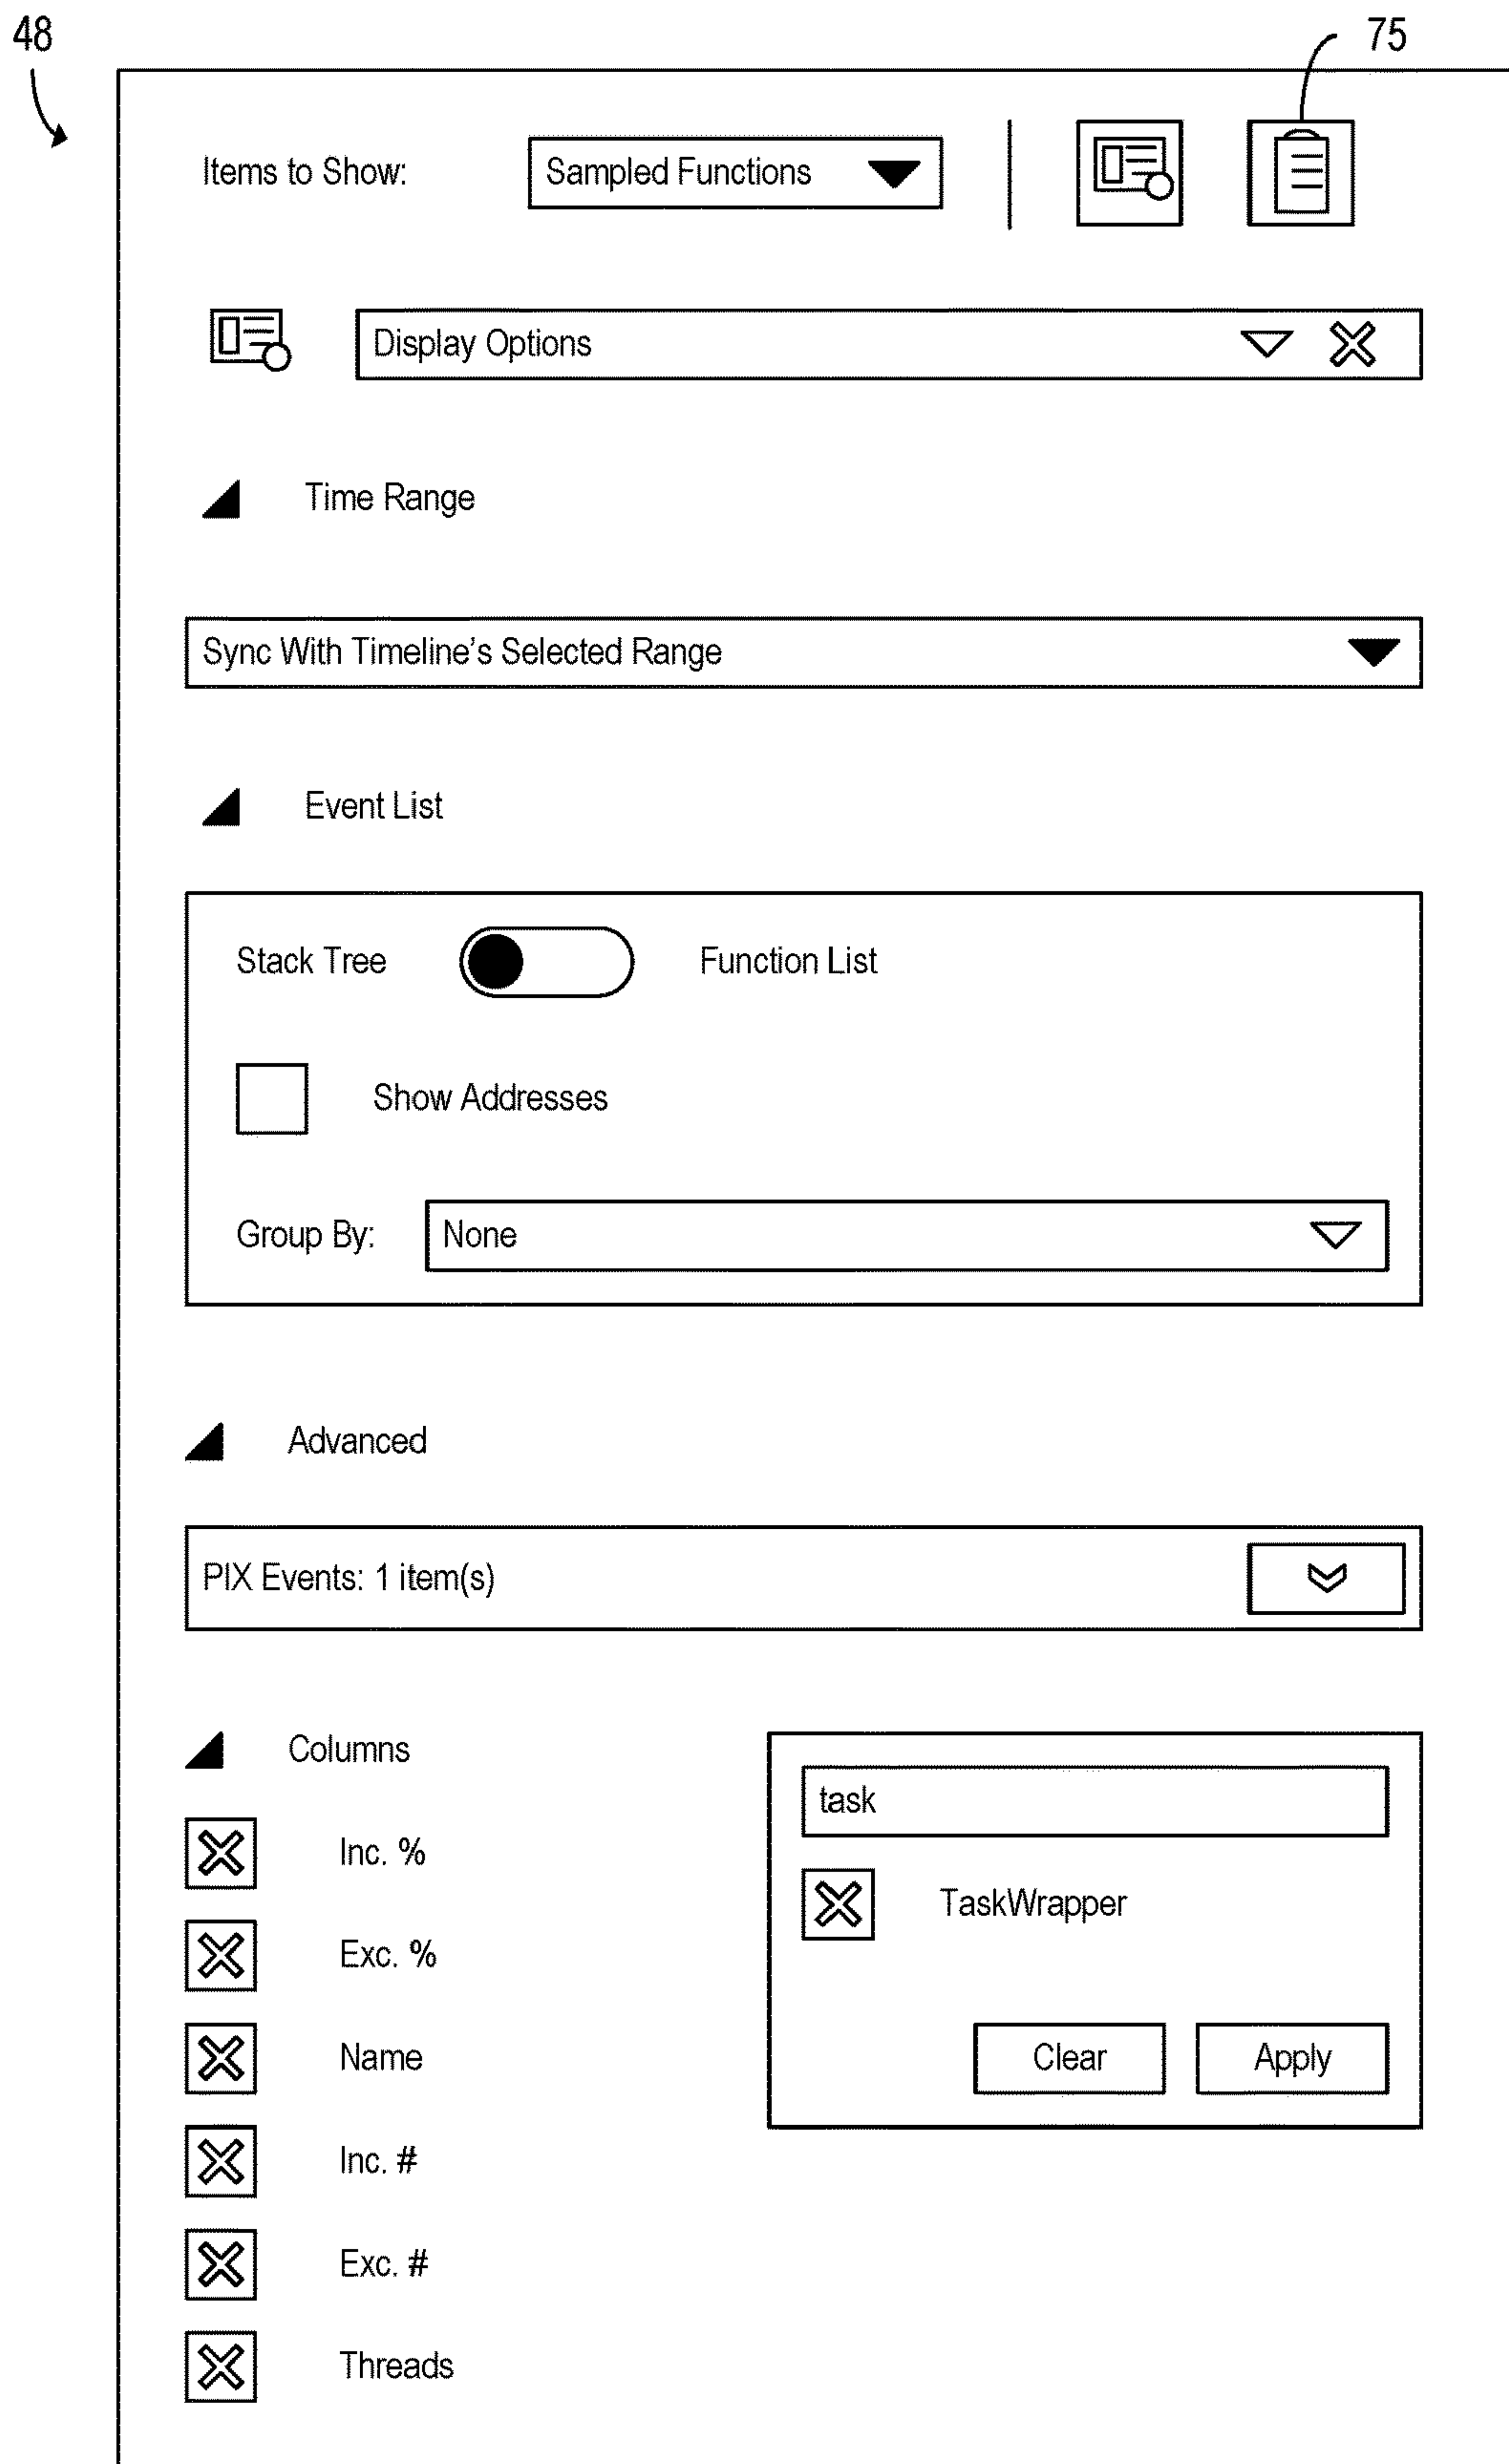 48
75
Items to Show: Sampled Functions
Display Options
Time Range
Sync With Timeline's Selected Range
Event List
Stack Tree Function List
Show Addresses
Group By: None
Advanced
PIX Events: 1 item(s)
Columns
task
Inc. %
TaskWrapper
Exc. %
Name
Clear Apply
Inc. #
Exc. #
Threads